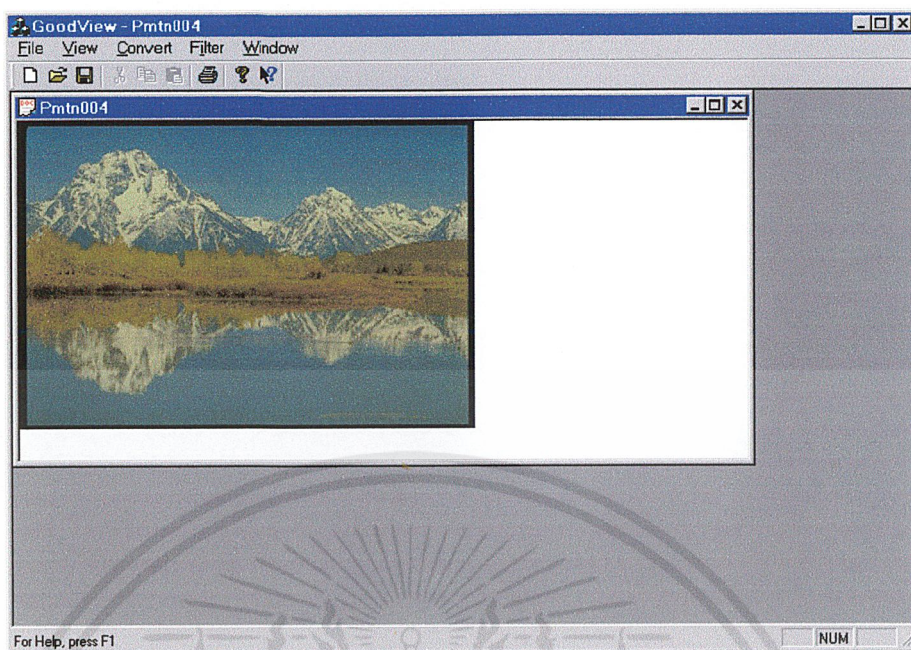 GoodView - Pmtn004
File View Convert Filter Window
Pmtn004
For Help, press F1
NUM